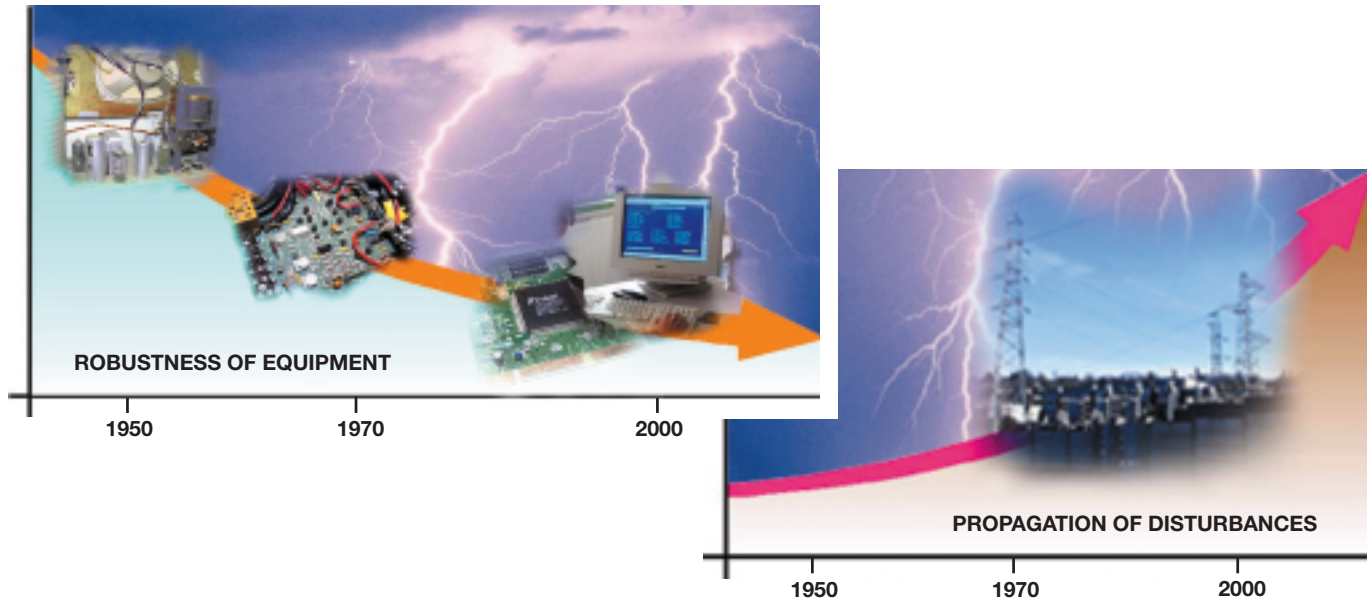 ROBUSTNESS OF EQUIPMENT
1950 1970 2000
PROPAGATION OF DISTURBANCES
1950 1970 2000